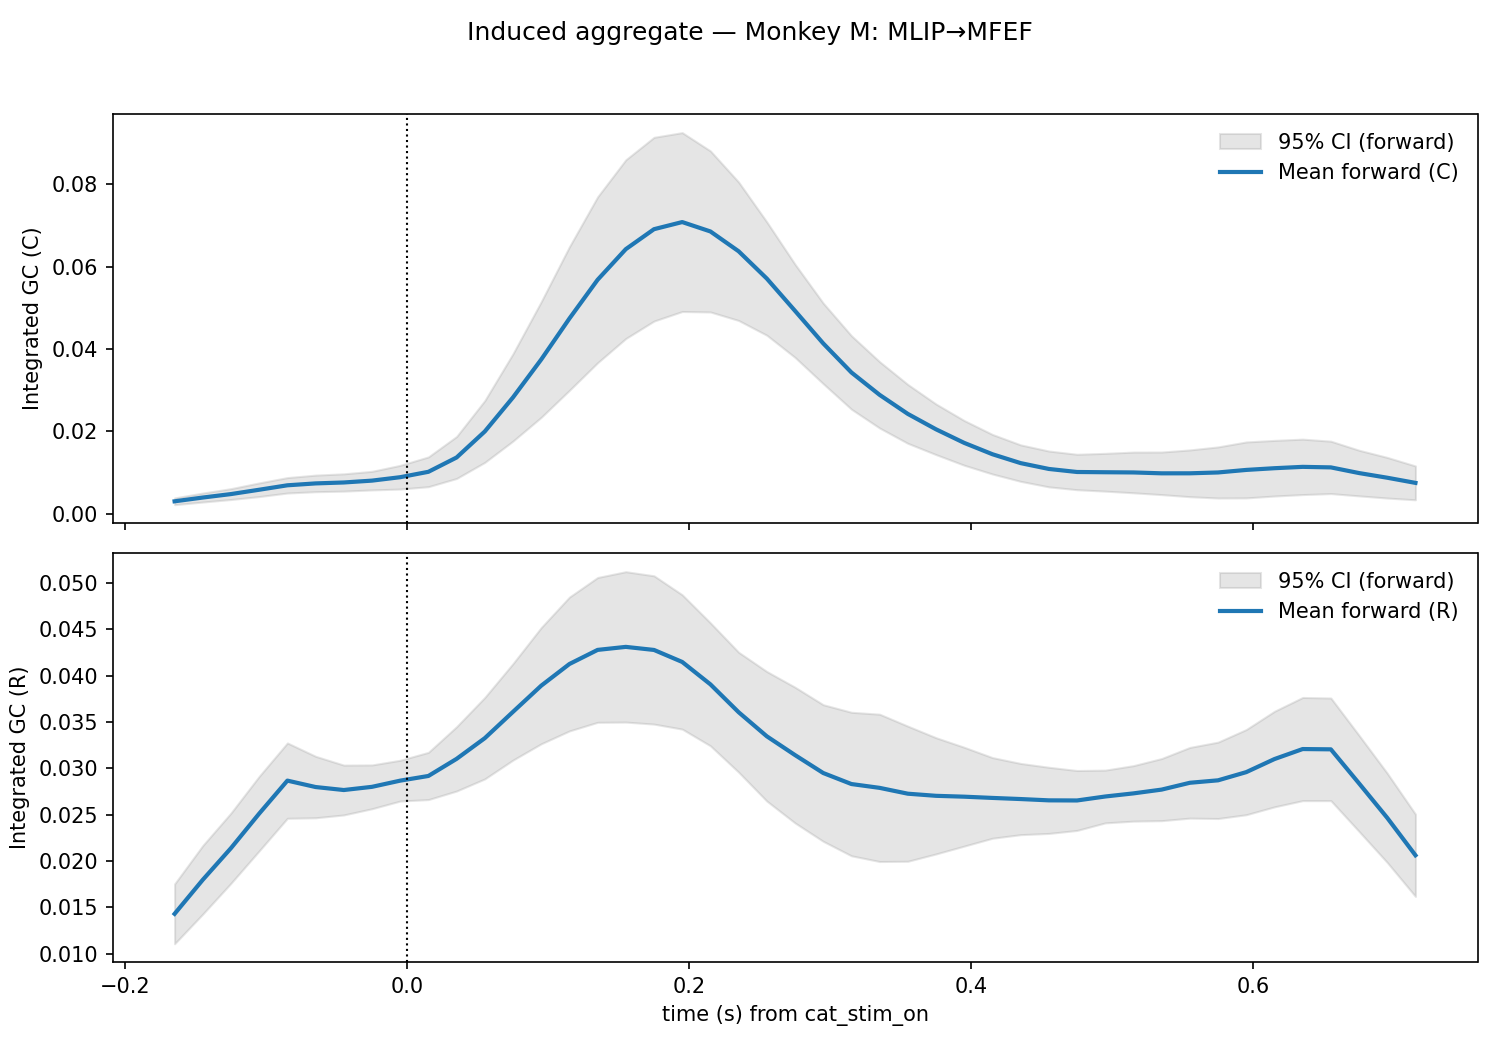 Induced aggregate — Monkey M: MLIP→MFEF
95% CI (forward)
Mean forward (C)
Integrated GC (C)
0.08
0.06
0.04
0.02
0.00
95% CI (forward)
Mean forward (R)
Integrated GC (R)
0.050
0.045
0.040
0.035
0.030
0.025
0.020
0.015
0.010
−0.2 0.0 0.2 0.4 0.6
time (s) from cat_stim_on